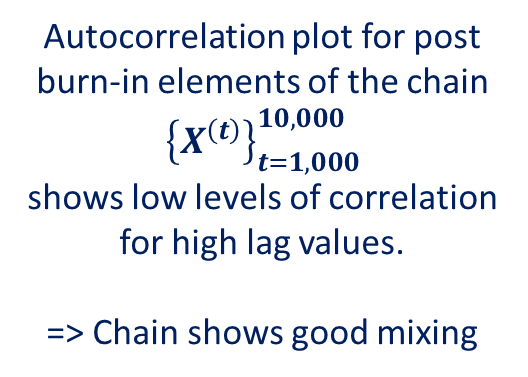 Autocorrelation plot for post
burn-in elements of the chain
{X^(t)}_{t=1,000}^{10,000}
shows low levels of correlation
for high lag values.
=> Chain shows good mixing